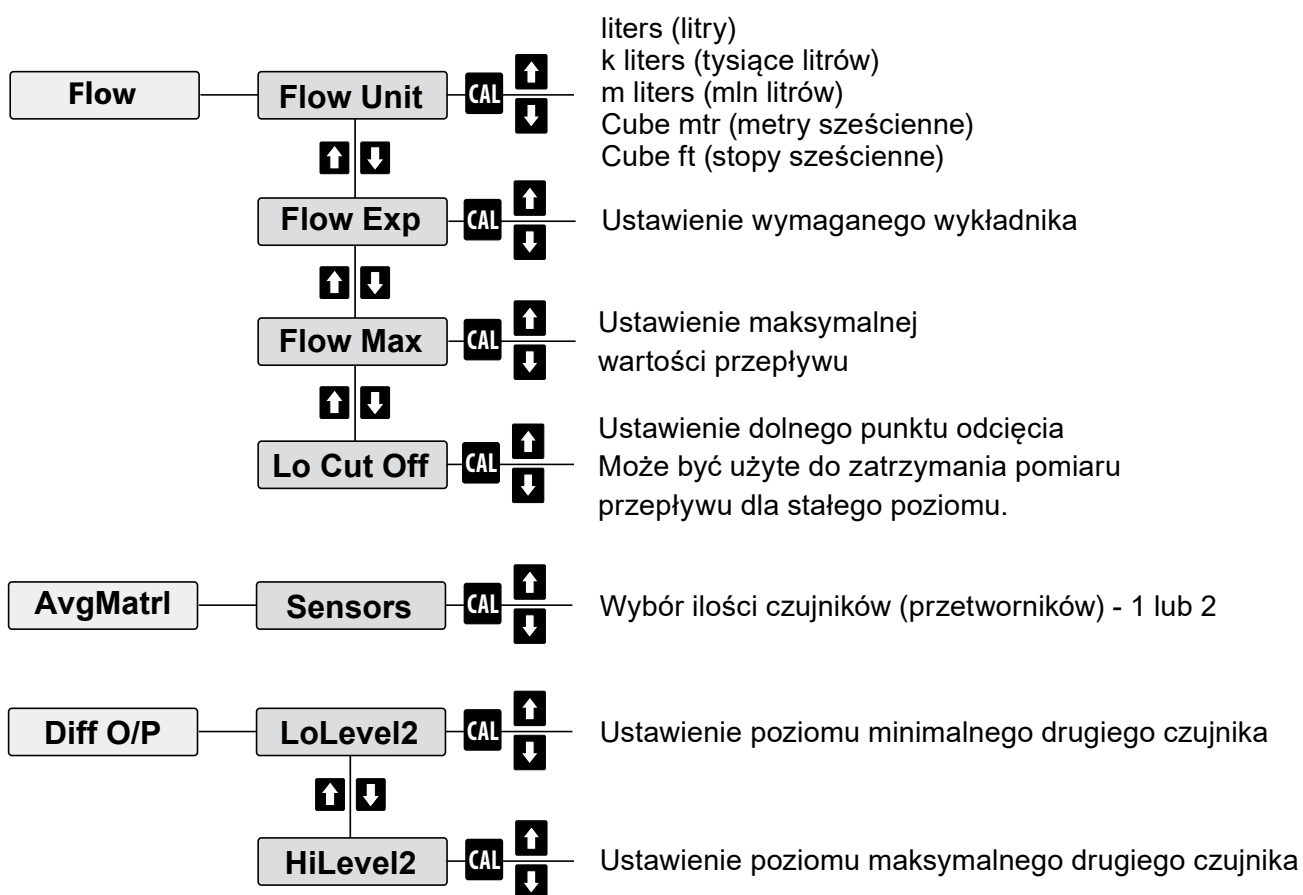 liters (litry)
k liters (tysiące litrów)
m liters (mln litrów)
Cube mtr (metry sześcienne)
Cube ft (stopy sześcienne)
Flow
Flow Unit
CAL
Flow Exp
CAL
Ustawienie wymaganego wykładnika
Flow Max
CAL
Ustawienie maksymalnej
wartości przepływu
Lo Cut Off
CAL
Ustawienie dolnego punktu odcięcia
Może być użyte do zatrzymania pomiaru
przepływu dla stałego poziomu.
AvgMatrl
Sensors
CAL
Wybór ilości czujników (przetworników) - 1 lub 2
Diff O/P
LoLevel2
CAL
Ustawienie poziomu minimalnego drugiego czujnika
HiLevel2
CAL
Ustawienie poziomu maksymalnego drugiego czujnika